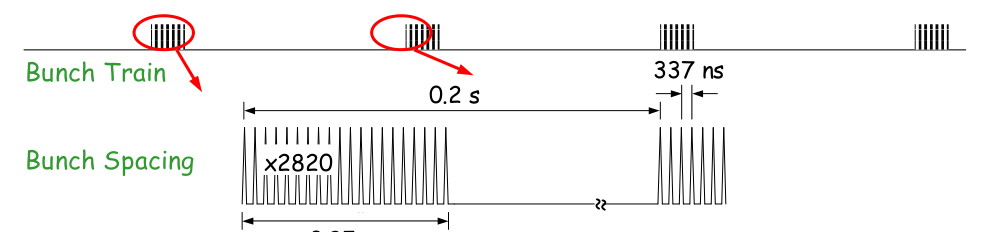 Bunch Train
337 ns
0.2 s
Bunch Spacing
x2820